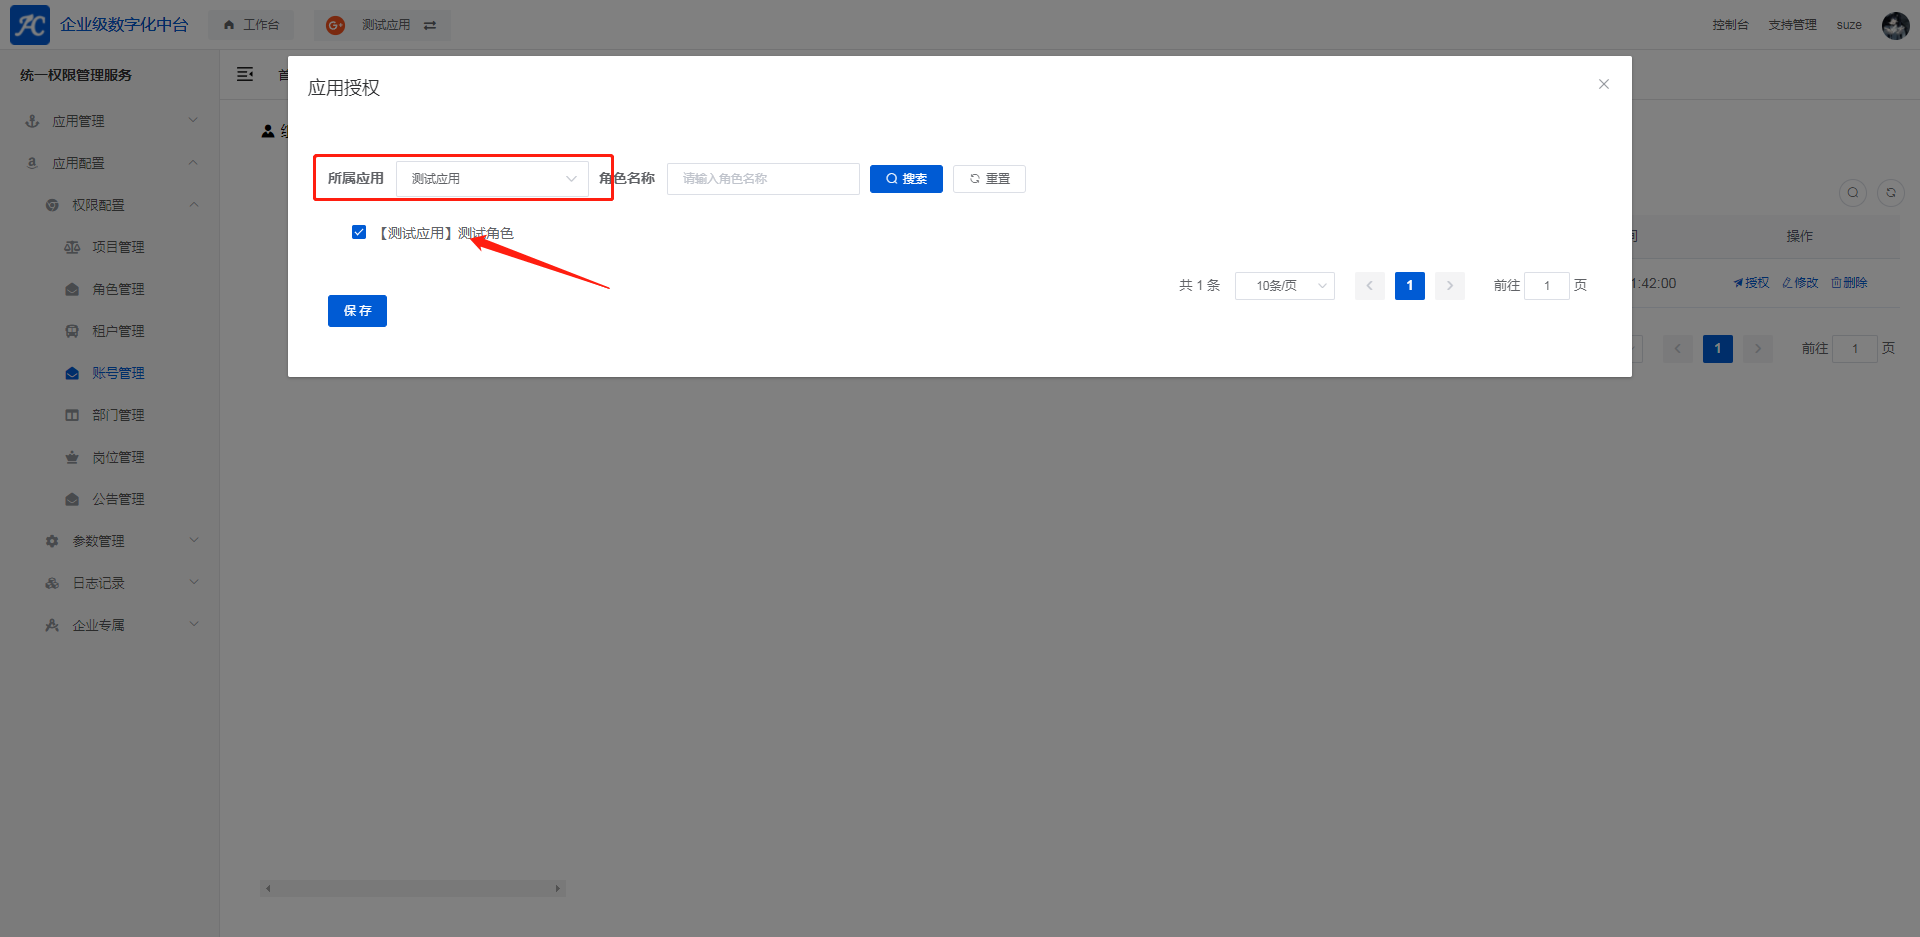 企业级数字化中台
工作台
测试应用
控制台
支持管理
suze
统一权限管理服务
应用管理
应用配置
权限配置
项目管理
角色管理
租户管理
账号管理
部门管理
岗位管理
公告管理
参数管理
日志记录
企业专属
应用授权
所属应用
测试应用
角色名称
请输入角色名称
搜索
重置
【测试应用】测试角色
共 1 条
10条/页
1
前往 1 页
保 存
操作
1:42:00
授权
修改
删除
1
前往 1 页